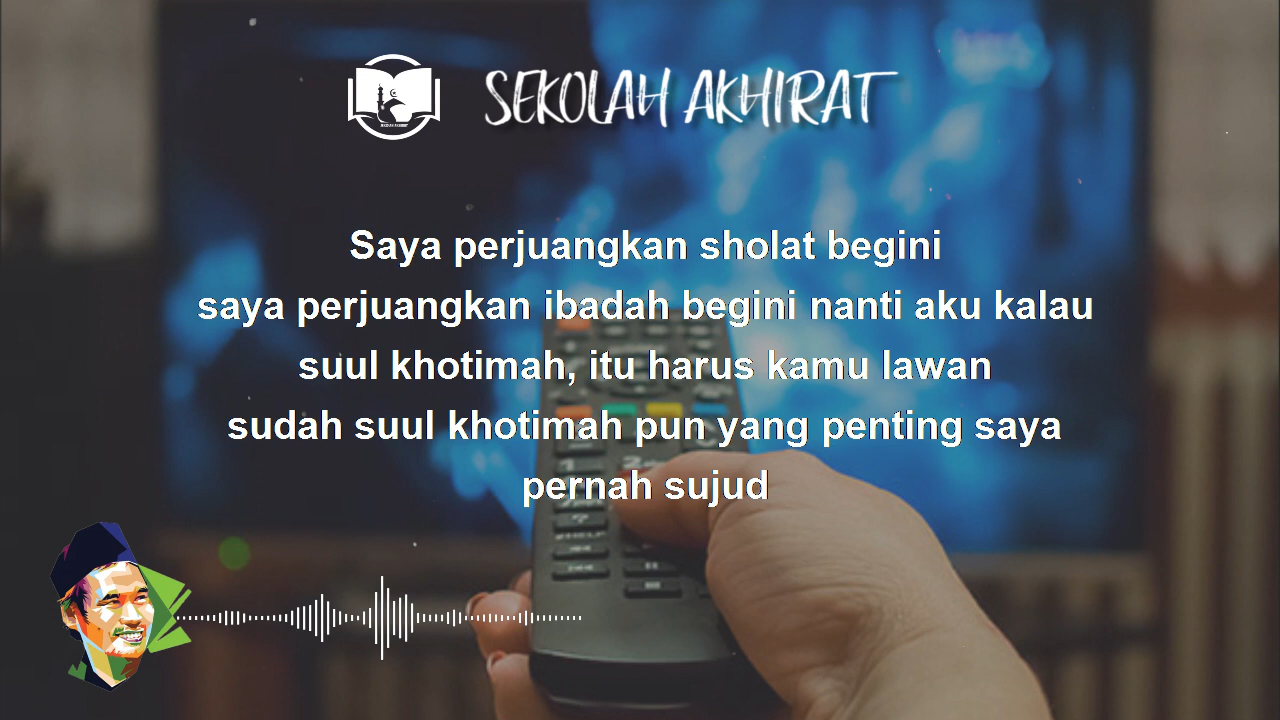 SEKOLAH AKHIRAT
Saya perjuangkan sholat begini
saya perjuangkan ibadah begini nanti aku kalau
suul khotimah, itu harus kamu lawan
sudah suul khotimah pun yang penting saya
pernah sujud